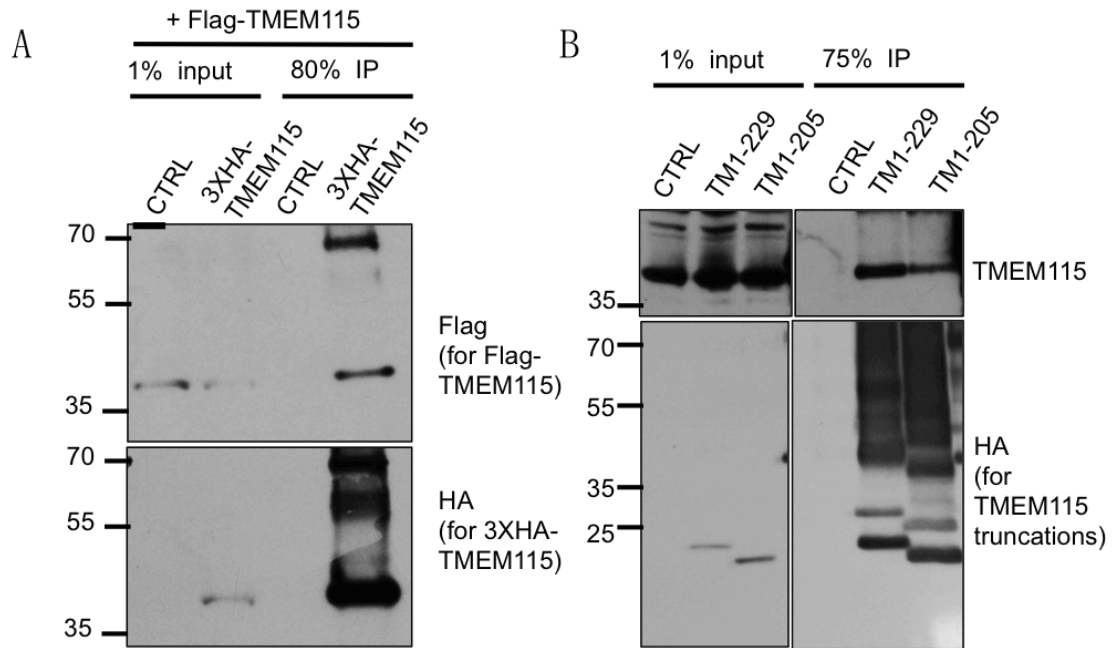 A
+ Flag-TMEM115
1% input
80% IP
CTRL
3XHA-
TMEM115
CTRL
3XHA-
TMEM115
70
55
35
Flag
(for Flag-
TMEM115)
70
55
35
HA
(for 3XHA-
TMEM115)
B
1% input
75% IP
CTRL
TM1-229
TM1-205
CTRL
TM1-229
TM1-205
35
TMEM115
70
55
35
25
HA
(for
TMEM115
truncations)